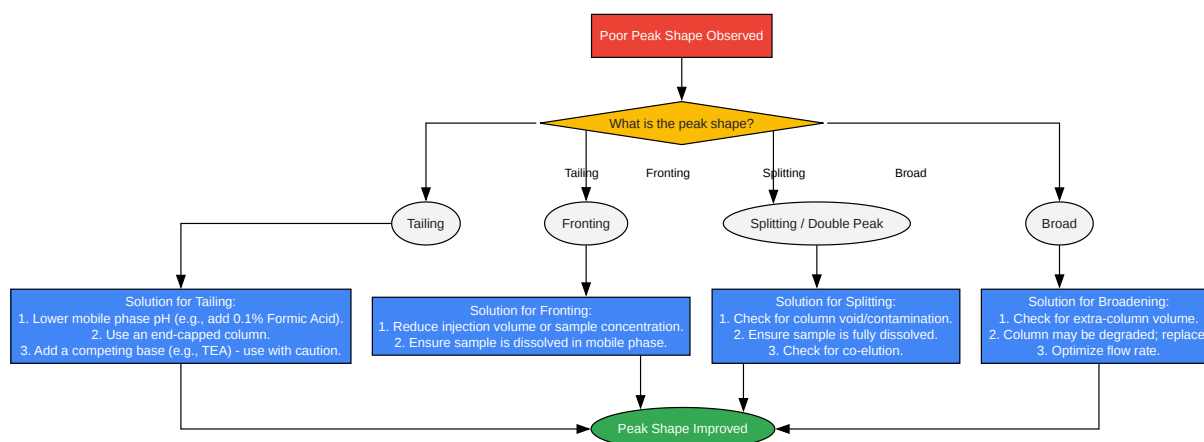 Poor Peak Shape Observed
What is the peak shape?
Tailing
Fronting
Splitting
Broad
Tailing
Fronting
Splitting / Double Peak
Broad
Solution for Tailing:
1. Lower mobile phase pH (e.g., add 0.1% Formic Acid).
2. Use an end-capped column.
3. Add a competing base (e.g., TEA) - use with caution.
Solution for Fronting:
1. Reduce injection volume or sample concentration.
2. Ensure sample is dissolved in mobile phase.
Solution for Splitting:
1. Check for column void/contamination.
2. Ensure sample is fully dissolved.
3. Check for co-elution.
Solution for Broadening:
1. Check for extra-column volume.
2. Column may be degraded; replace
3. Optimize flow rate.
Peak Shape Improved